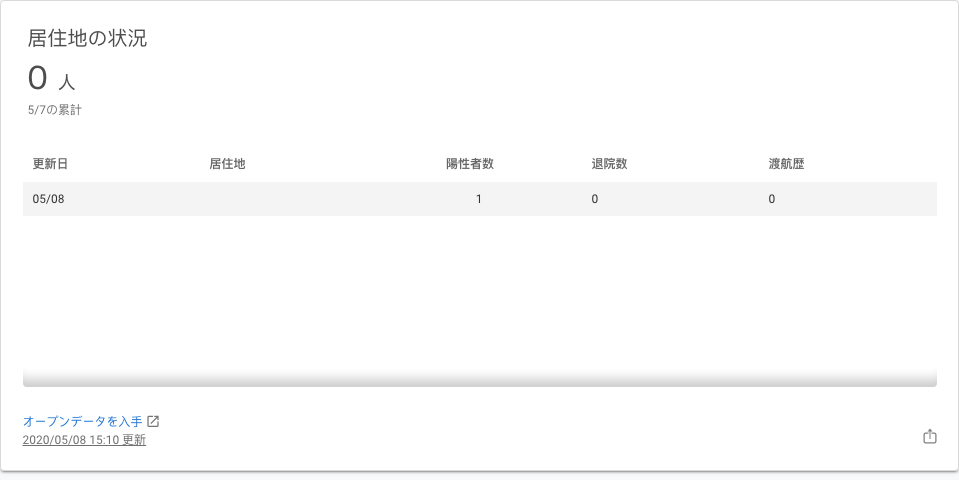 居住地の状況
0 人
5/7の累計
更新日 居住地 陽性者数 退院数 渡航歴
05/08 1 0 0
オープンデータを入手
2020/05/08 15:10 更新